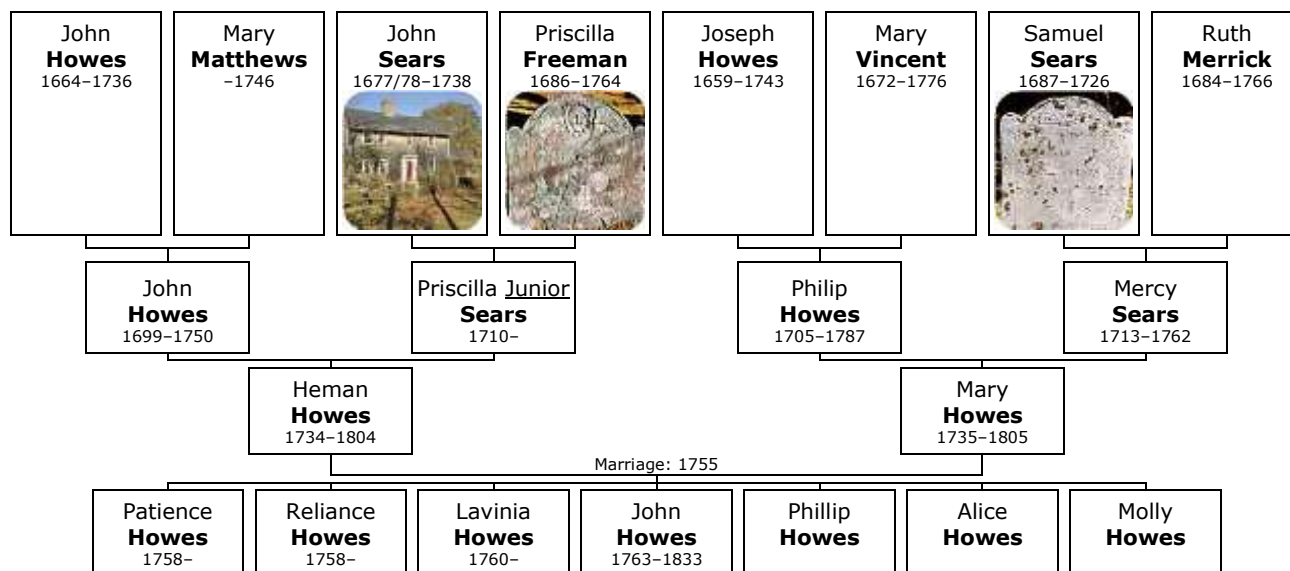 John
Howes
1664–1736
Mary
Matthews
–1746
John
Sears
1677/78–1738
Priscilla
Freeman
1686–1764
Joseph
Howes
1659–1743
Mary
Vincent
1672–1776
Samuel
Sears
1687–1726
Ruth
Merrick
1684–1766
John
Howes
1699–1750
Priscilla Junior
Sears
1710–
Philip
Howes
1705–1787
Mercy
Sears
1713–1762
Heman
Howes
1734–1804
Mary
Howes
1735–1805
Marriage: 1755
Patience
Howes
1758–
Reliance
Howes
1758–
Lavinia
Howes
1760–
John
Howes
1763–1833
Phillip
Howes
Alice
Howes
Molly
Howes